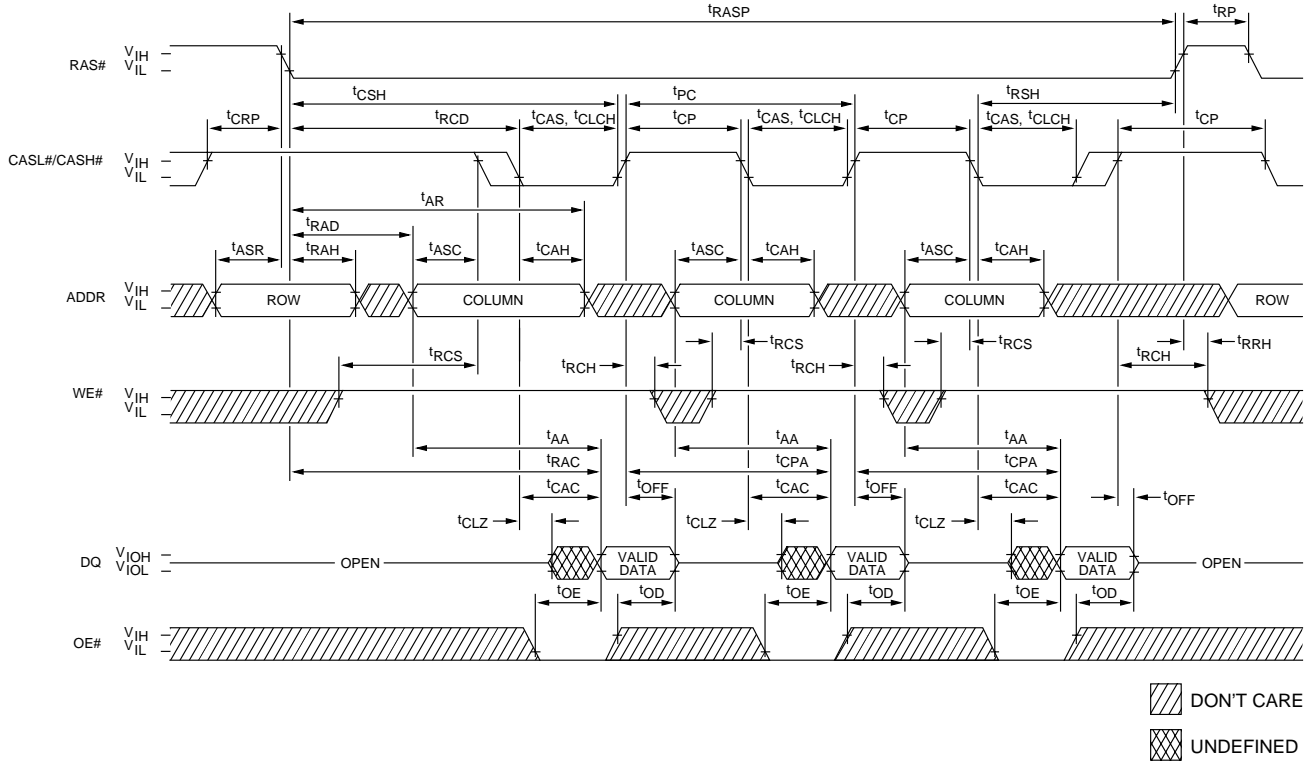 tRASP tRP
RAS# VIH
VIL
tCSH tPC tRSH
tCRP tRCD tCAS, tCLCH tCP tCAS, tCLCH tCP tCAS, tCLCH tCP
CASL#/CASH# VIH
VIL
tAR
tRAD
tASR tRAH tASC tCAH tASC tCAH tASC tCAH
ADDR VIH
VIL
ROW COLUMN COLUMN COLUMN ROW
tRCS tRCH tRCS tRCH tRCS tRCH tRRH
WE# VIH
VIL
tAA tAA tAA
tRAC tCPA tCPA
tCAC tOFF tCAC tOFF tCAC tOFF
tCLZ tCLZ tCLZ
DQ VIOH
VIOL
OPEN VALID
DATA VALID
DATA VALID
DATA OPEN
tOE tOD tOE tOD tOE tOD
OE# VIH
VIL
DON'T CARE
UNDEFINED